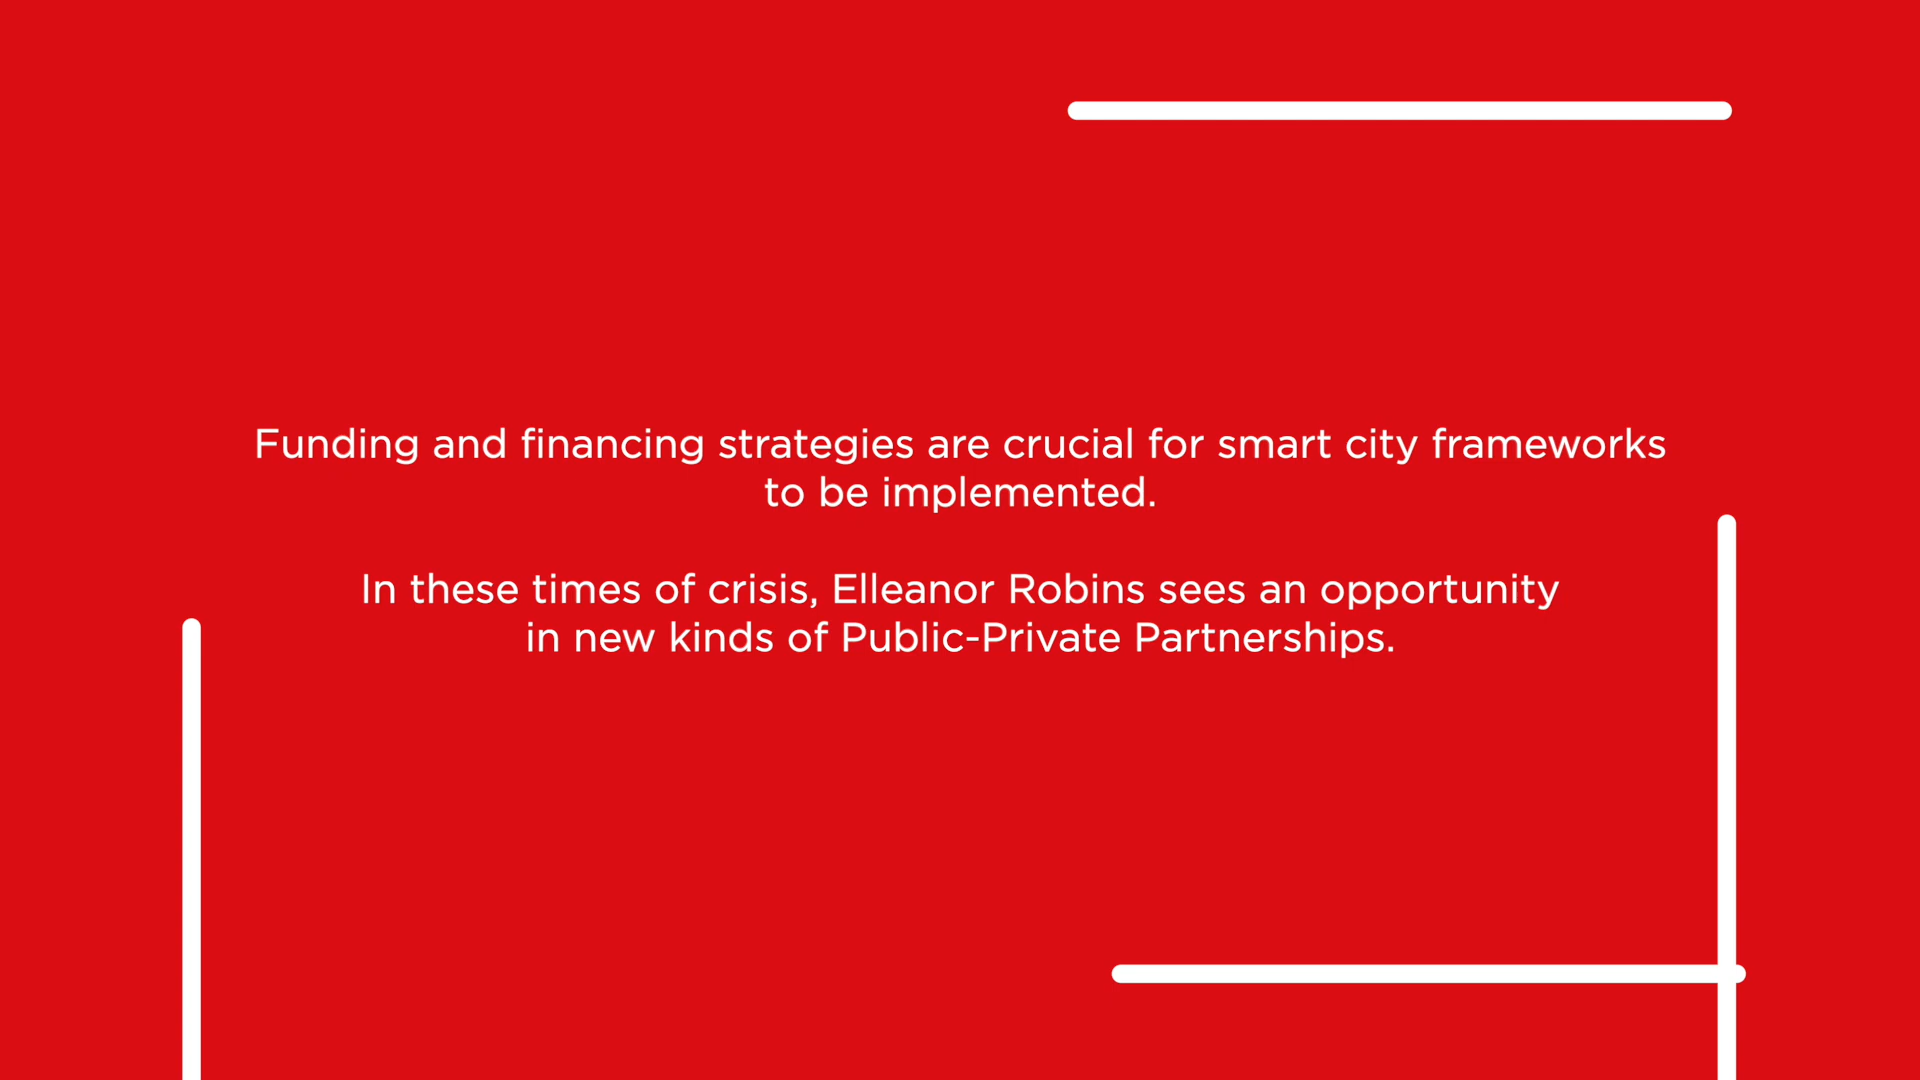 Funding and financing strategies are crucial for smart city frameworks
to be implemented.
In these times of crisis, Elleanor Robins sees an opportunity
in new kinds of Public-Private Partnerships.